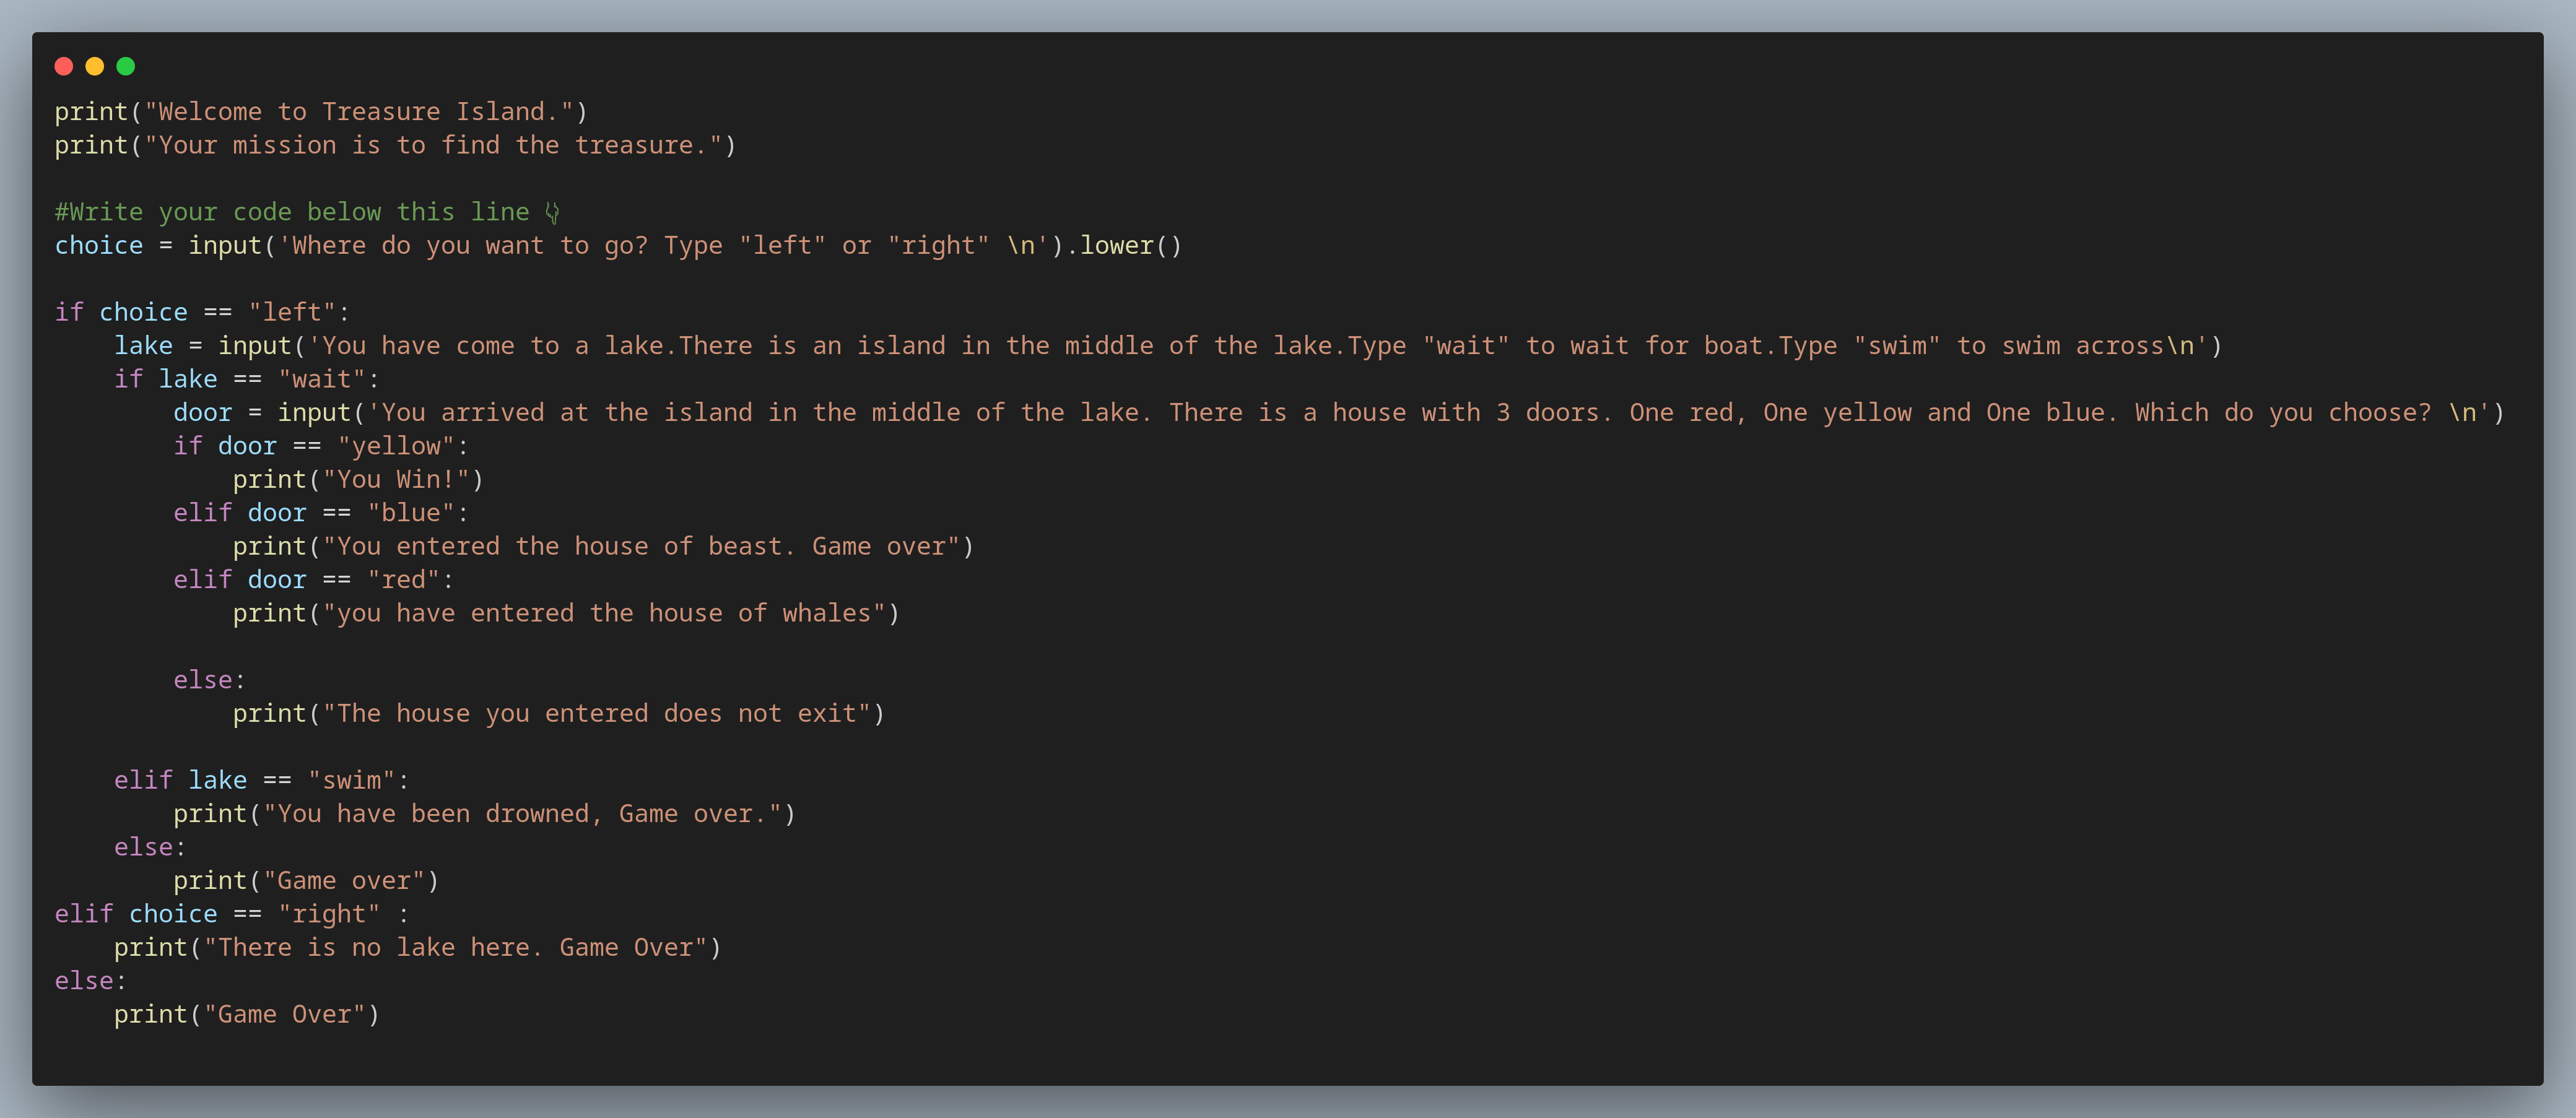 print("Welcome to Treasure Island.")
print("Your mission is to find the treasure.")
#Write your code below this line 👇
choice = input('Where do you want to go? Type "left" or "right" \n').lower()
if choice == "left":
    lake = input('You have come to a lake.There is an island in the middle of the lake.Type "wait" to wait for boat.Type "swim" to swim across\n')
    if lake == "wait":
        door = input('You arrived at the island in the middle of the lake. There is a house with 3 doors. One red, One yellow and One blue. Which do you choose? \n')
        if door == "yellow":
            print("You Win!")
        elif door == "blue":
            print("You entered the house of beast. Game over")
        elif door == "red":
            print("you have entered the house of whales")
        else:
            print("The house you entered does not exit")
    elif lake == "swim":
        print("You have been drowned, Game over.")
    else:
        print("Game over")
elif choice == "right" :
    print("There is no lake here. Game Over")
else:
    print("Game Over")